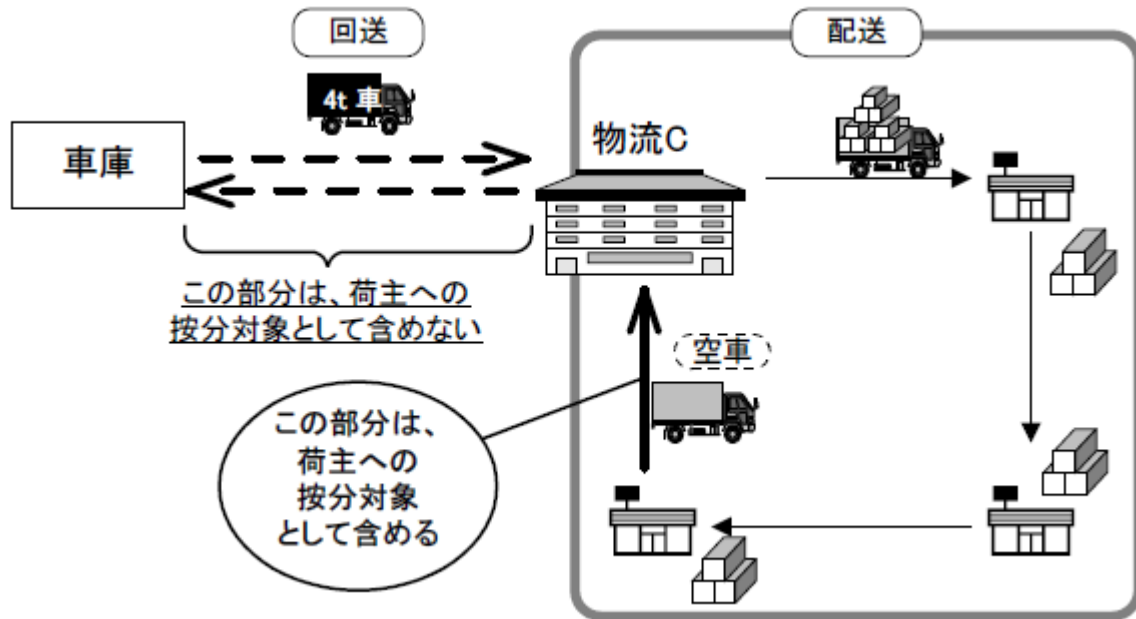 回送
配送
4t 車
車庫
物流C
この部分は、荷主への
按分対象として含めない
空車
この部分は、
荷主への
按分対象
として含める